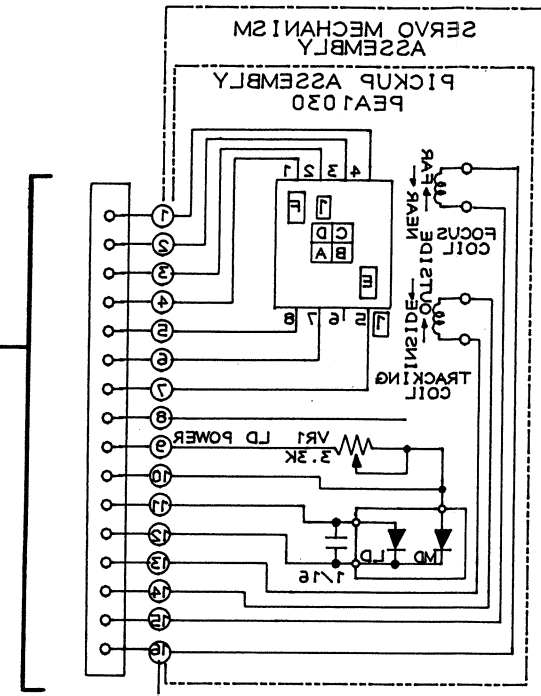 SERVO MECHANISM
ASSEMBLY
PICKUP ASSEMBLY
PEA1030
4 3 2 1
F
1
C D
B A
E
5 6 7 8
1
1
2
3
4
5
6
7
8
9
10
11
12
13
14
15
16
FAR
NEAR
FOCUS
COIL
OUTSIDE
INSIDE
TRACKING
COIL
VR1 LD POWER
3.3K
MD
LD
1/16